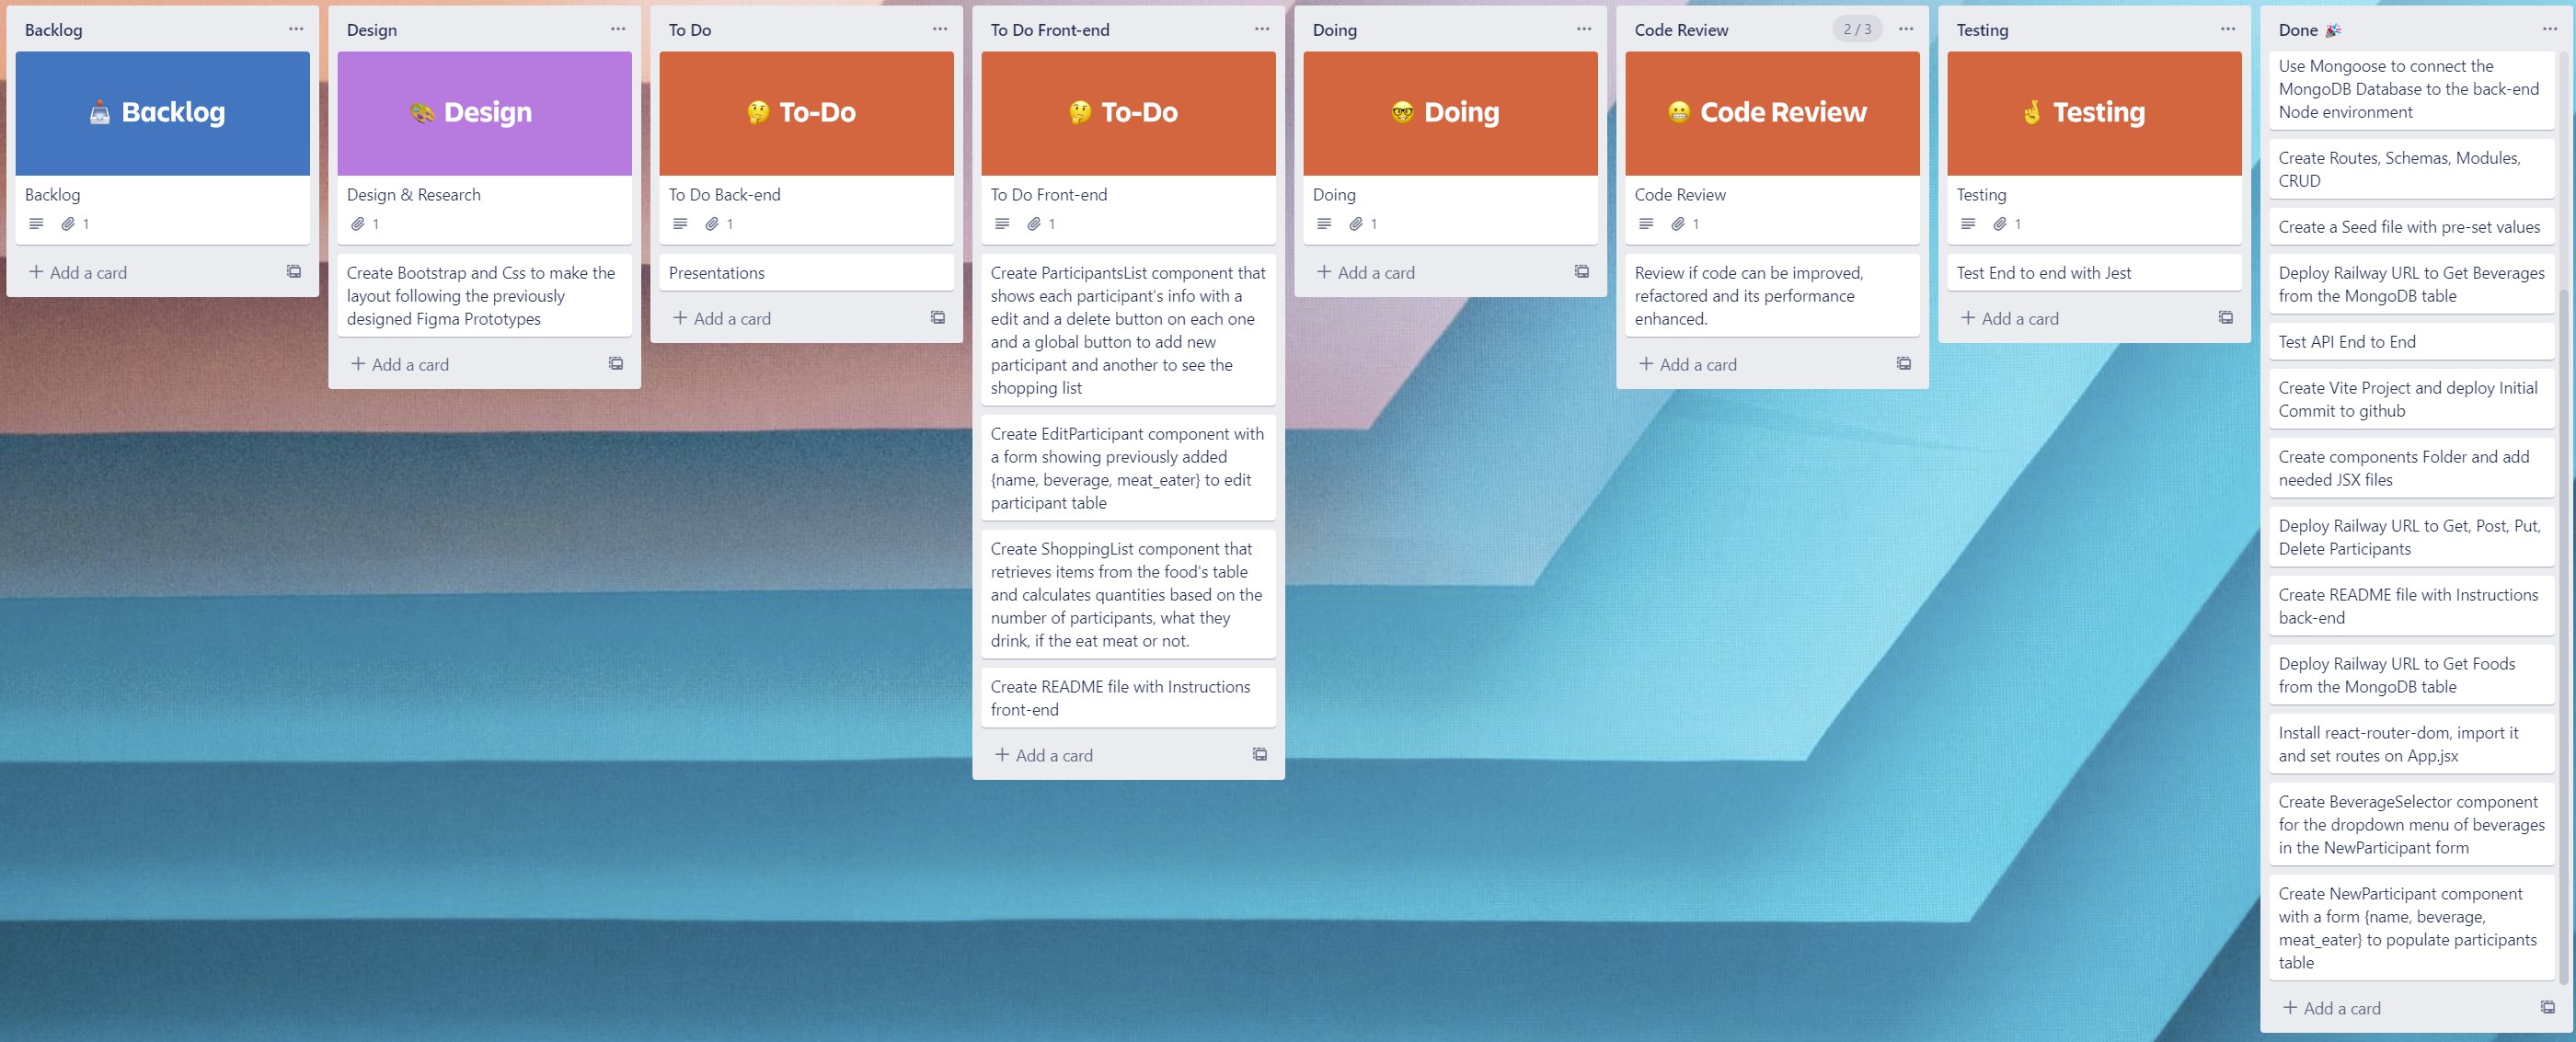 Backlog
Backlog
Backlog
1
Add a card
Design
Design
Design & Research
1
Create Bootstrap and Css to make the
layout following the previously
designed Figma Prototypes
Add a card
To Do
To-Do
To Do Back-end
1
Presentations
Add a card
To Do Front-end
To-Do
To Do Front-end
1
Create ParticipantsList component that
shows each participant's info with a
edit and a delete button on each one
and a global button to add new
participant and another to see the
shopping list
Create EditParticipant component with
a form showing previously added
{name, beverage, meat_eater} to edit
participant table
Create ShoppingList component that
retrieves items from the food's table
and calculates quantities based on the
number of participants, what they
drink, if the eat meat or not.
Create README file with Instructions
front-end
Add a card
Doing
Doing
Doing
1
Add a card
Code Review
2 / 3
Code Review
Code Review
1
Review if code can be improved,
refactored and its performance
enhanced.
Add a card
Testing
Testing
Testing
1
Test End to end with Jest
Add a card
Done 🎉
Use Mongoose to connect the
MongoDB Database to the back-end
Node environment
Create Routes, Schemas, Modules,
CRUD
Create a Seed file with pre-set values
Deploy Railway URL to Get Beverages
from the MongoDB table
Test API End to End
Create Vite Project and deploy Initial
Commit to github
Create components Folder and add
needed JSX files
Deploy Railway URL to Get, Post, Put,
Delete Participants
Create README file with Instructions
back-end
Deploy Railway URL to Get Foods
from the MongoDB table
Install react-router-dom, import it
and set routes on App.jsx
Create BeverageSelector component
for the dropdown menu of beverages
in the NewParticipant form
Create NewParticipant component
with a form {name, beverage,
meat_eater} to populate participants
table
Add a card